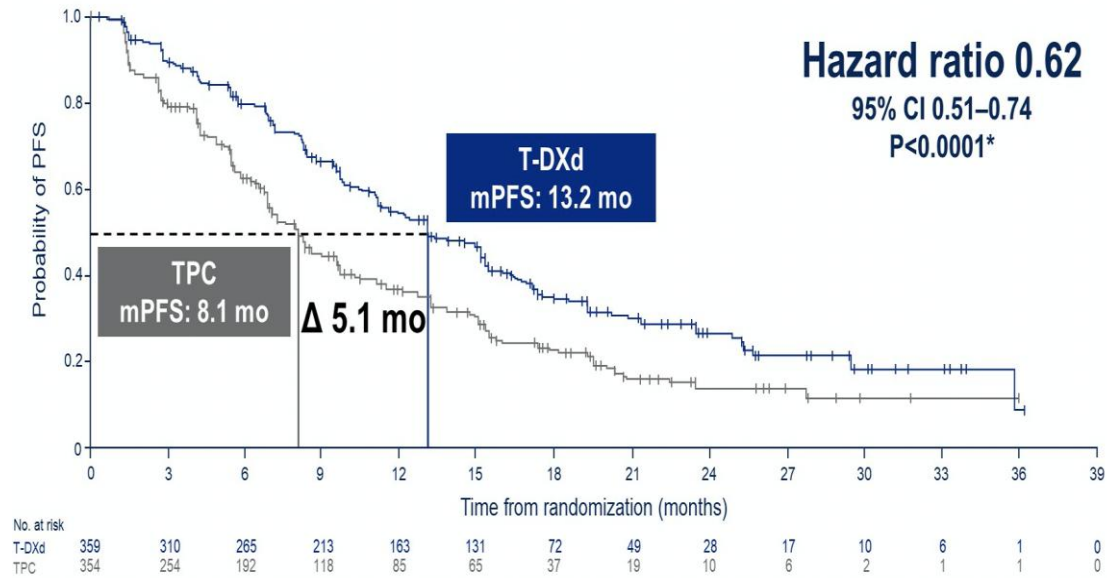 Hazard ratio 0.62
95% CI 0.51–0.74
P<0.0001*
Probability of PFS
1.0
0.8
0.6
0.4
0.2
0
T-DXd
mPFS: 13.2 mo
TPC
mPFS: 8.1 mo
Δ 5.1 mo
0 3 6 9 12 15 18 21 24 27 30 33 36 39
Time from randomization (months)
No. at risk
T-DXd 359 310 265 213 163 131 72 49 28 17 10 6 1 0
TPC 354 254 192 118 85 65 37 19 10 6 2 1 1 0